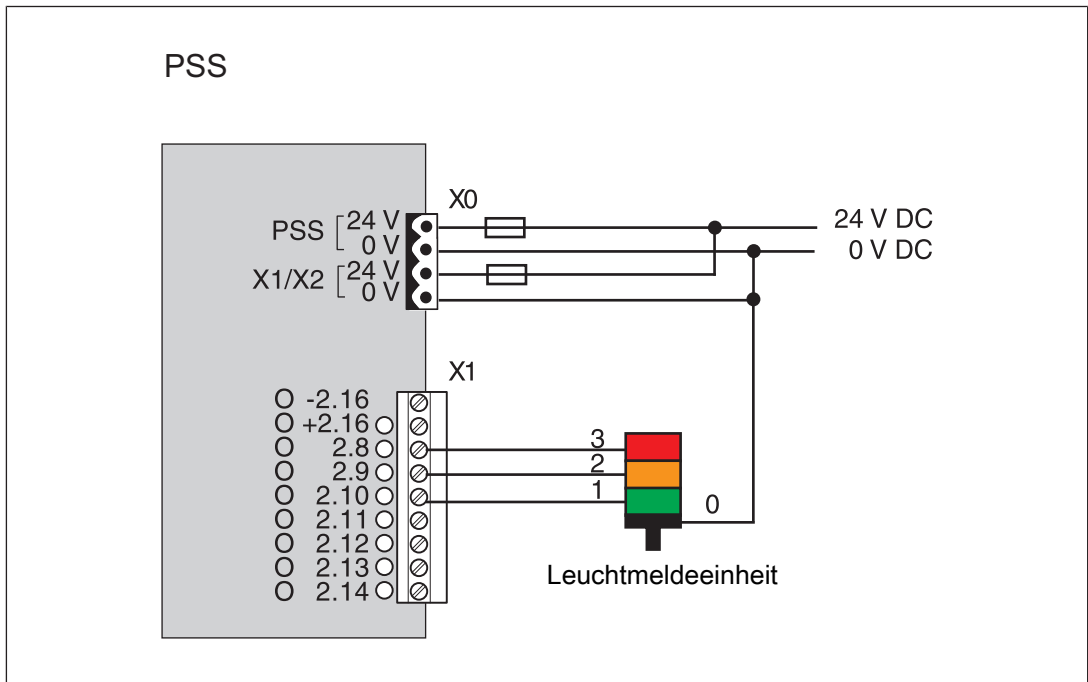 PSS
X0
PSS 24 V
0 V
X1/X2 24 V
0 V
24 V DC
0 V DC
X1
O -2.16
O +2.16
O 2.8
O 2.9
O 2.10
O 2.11
O 2.12
O 2.13
O 2.14
3
2
1
0
Leuchtmeldeeinheit